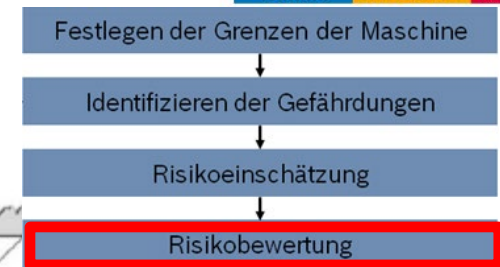 Festlegen der Grenzen der Maschine
Identifizieren der Gefährdungen
Risikoeinschätzung
Risikobewertung